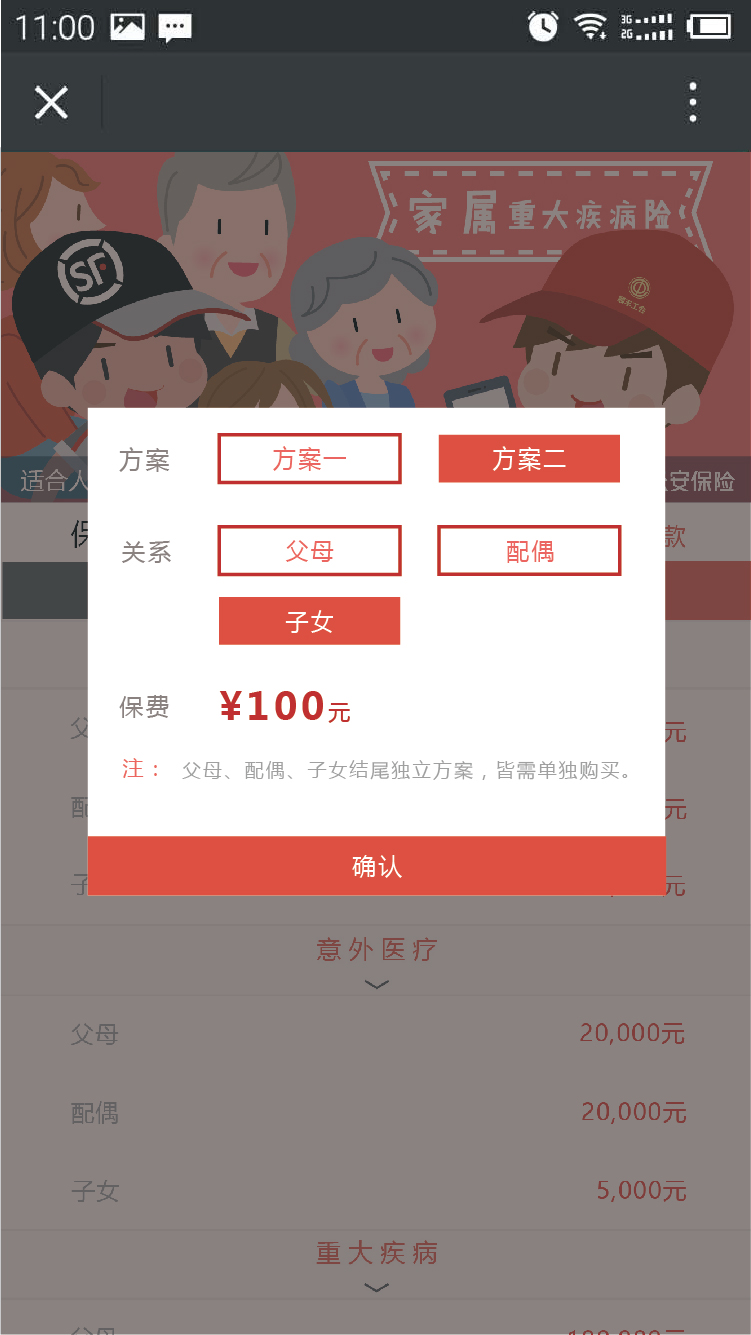 11:00
3G
2G
家属重大疾病险
SF
顺丰工会
适合人
安保险
保
款
方案 方案一 方案二
关系 父母 配偶
子女
保费 ¥100元
注： 父母、配偶、子女结尾独立方案，皆需单独购买。
确认
父
元
配
元
子
元
意外医疗
父母 20,000元
配偶 20,000元
子女 5,000元
重大疾病
父母